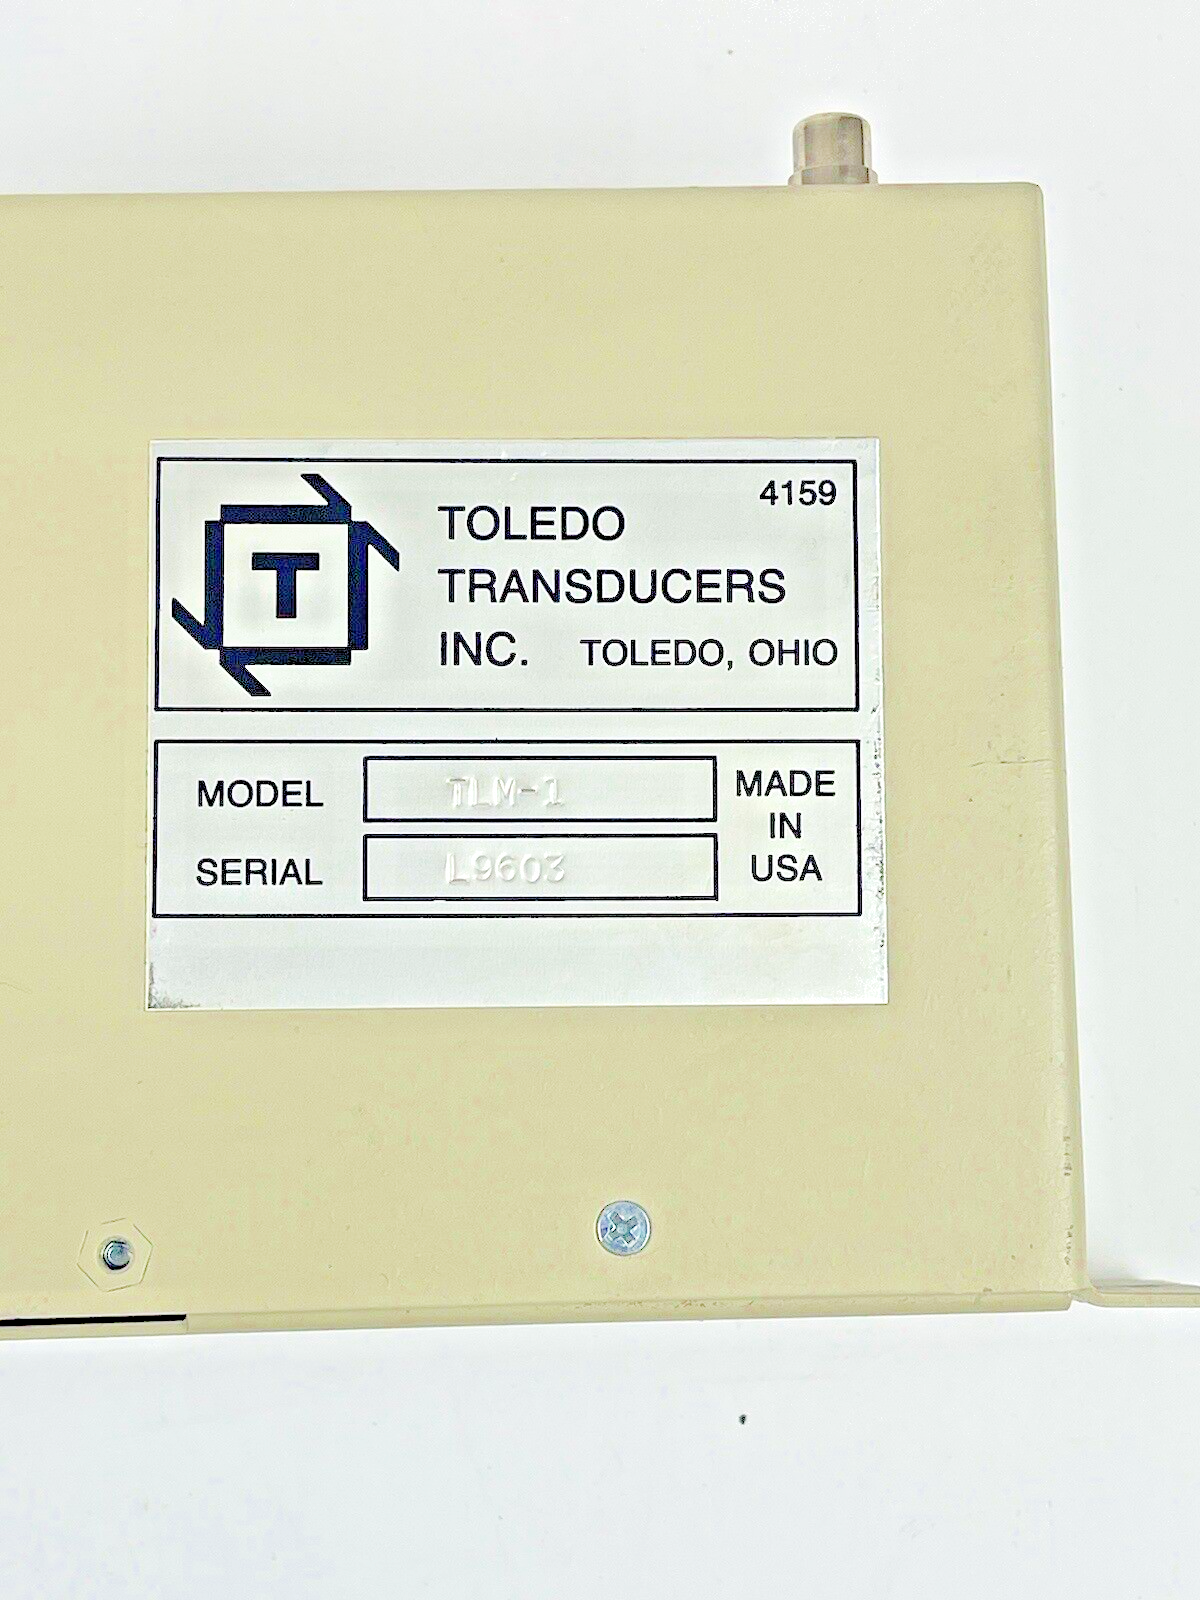 4159
T
TOLEDO
TRANSDUCERS
INC. TOLEDO, OHIO
MODEL TLM-1
SERIAL L9603
MADE
IN
USA